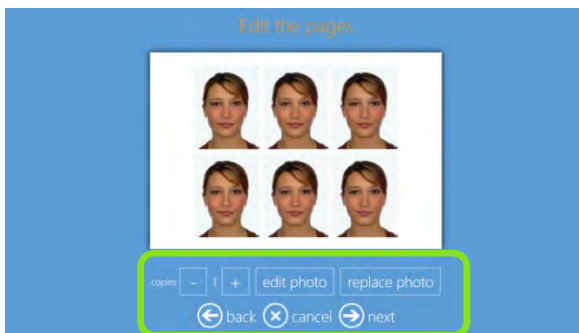 Edit the pages
copies - 1 + edit photo replace photo
back cancel next